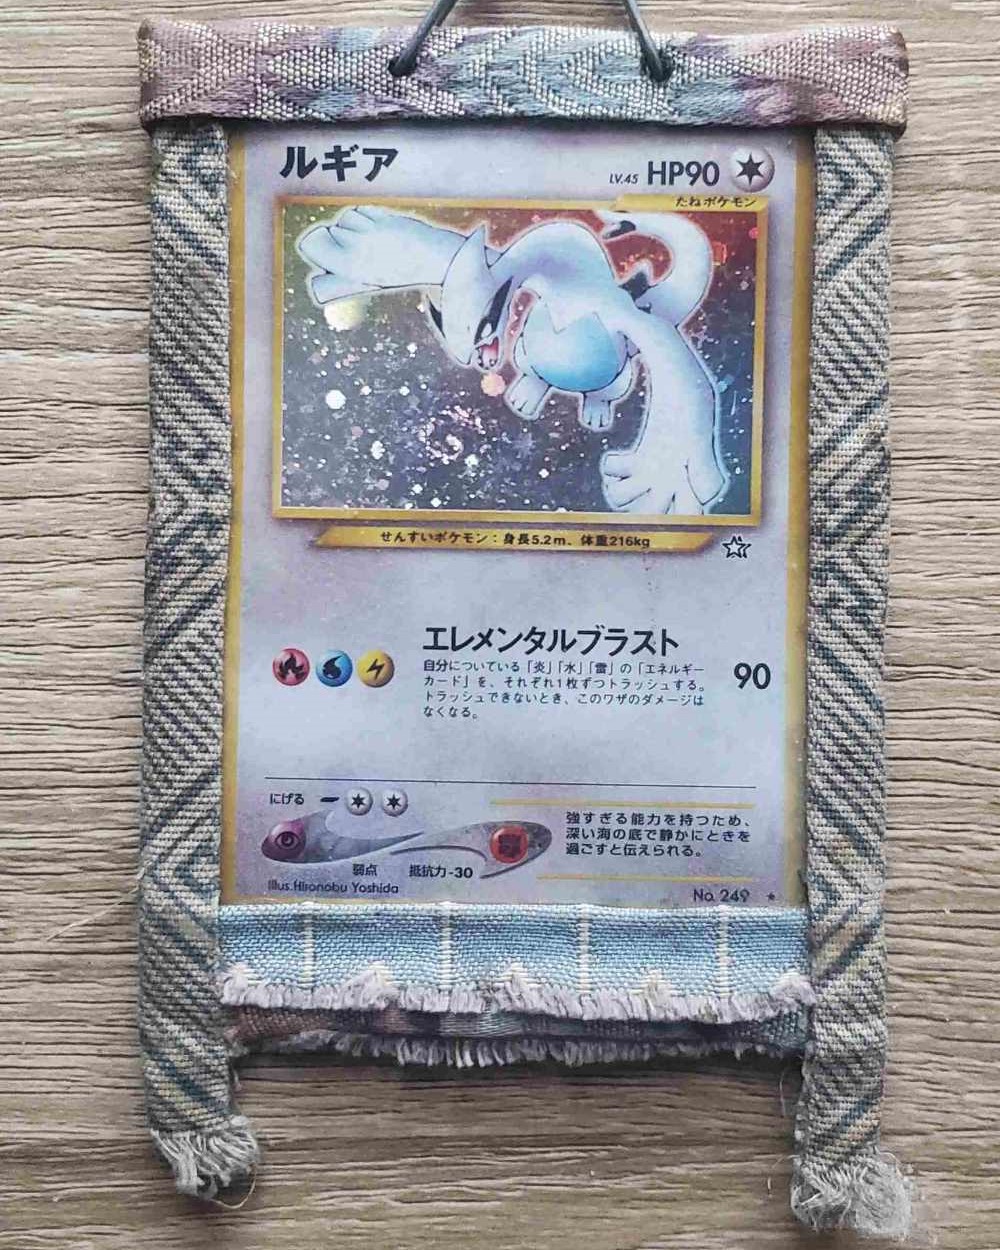 ルギア
LV.45 HP90
たねポケモン
せんすいポケモン：身長5.2m、体重216kg
エレメンタルブラスト
自分についている「炎」「水」「雷」の「エネルギー
カード」を、それぞれ1枚ずつトラッシュする。
トラッシュできないとき、このワザのダメージは
なくなる。
90
にげる
弱点 抵抗力 -30
強すぎる能力を持つため、
深い海の底で静かにときを
過ごすと伝えられる。
Illus.Hironobu Yoshida
No. 249 ★